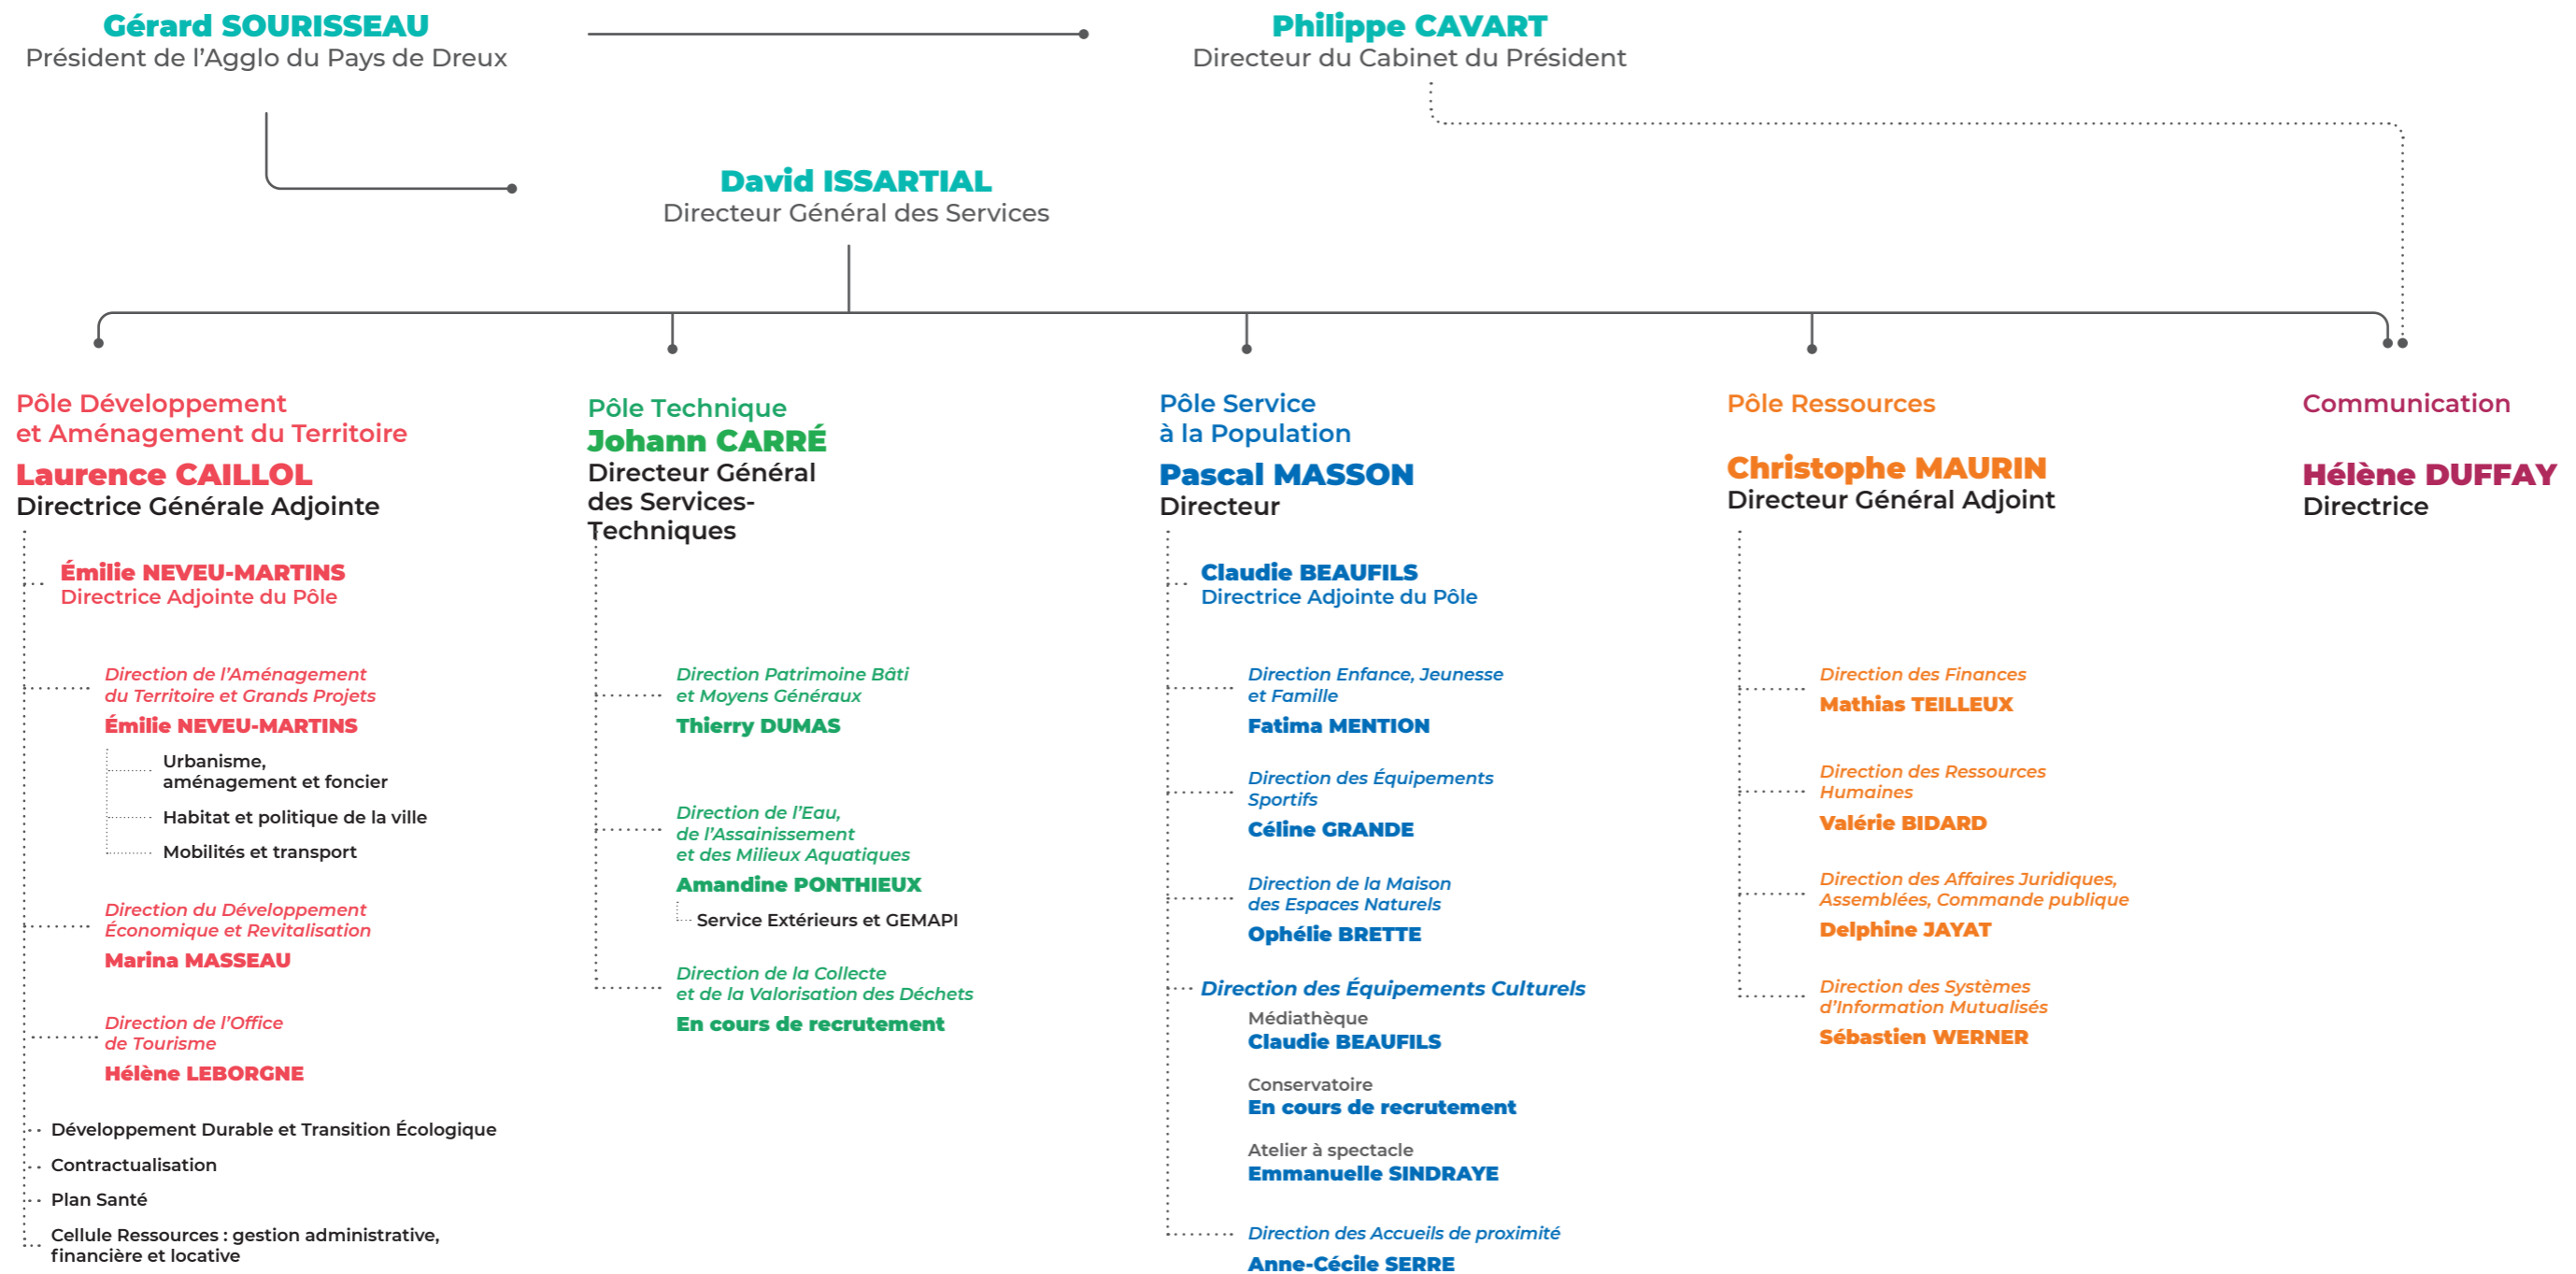 Gérard SOURISSEAU
Président de l'Agglo du Pays de Dreux
Philippe CAVART
Directeur du Cabinet du Président
David ISSARTIAL
Directeur Général des Services
Pôle Développement
et Aménagement du Territoire
Laurence CAILLOL
Directrice Générale Adjointe
Émilie NEVEU-MARTINS
Directrice Adjointe du Pôle
Direction de l'Aménagement
du Territoire et Grands Projets
Émilie NEVEU-MARTINS
Urbanisme,
aménagement et foncier
Habitat et politique de la ville
Mobilités et transport
Direction du Développement
Économique et Revitalisation
Marina MASSEAU
Direction de l'Office
de Tourisme
Hélène LEBORGNE
Développement Durable et Transition Écologique
Contractualisation
Plan Santé
Cellule Ressources : gestion administrative,
financière et locative
Pôle Technique
Johann CARRÉ
Directeur Général
des Services-
Techniques
Direction Patrimoine Bâti
et Moyens Généraux
Thierry DUMAS
Direction de l'Eau,
de l'Assainissement
et des Milieux Aquatiques
Amandine PONTHIEUX
Service Extérieurs et GEMAPI
Direction de la Collecte
et de la Valorisation des Déchets
En cours de recrutement
Pôle Service
à la Population
Pascal MASSON
Directeur
Claudie BEAUFILS
Directrice Adjointe du Pôle
Direction Enfance, Jeunesse
et Famille
Fatima MENTION
Direction des Équipements
Sportifs
Céline GRANDE
Direction de la Maison
des Espaces Naturels
Ophélie BRETTE
Direction des Équipements Culturels
Médiathèque
Claudie BEAUFILS
Conservatoire
En cours de recrutement
Atelier à spectacle
Emmanuelle SINDRAYE
Direction des Accueils de proximité
Anne-Cécile SERRE
Pôle Ressources
Christophe MAURIN
Directeur Général Adjoint
Direction des Finances
Mathias TEILLEUX
Direction des Ressources
Humaines
Valérie BIDARD
Direction des Affaires Juridiques,
Assemblées, Commande publique
Delphine JAYAT
Direction des Systèmes
d'Information Mutualisés
Sébastien WERNER
Communication
Hélène DUFFAY
Directrice